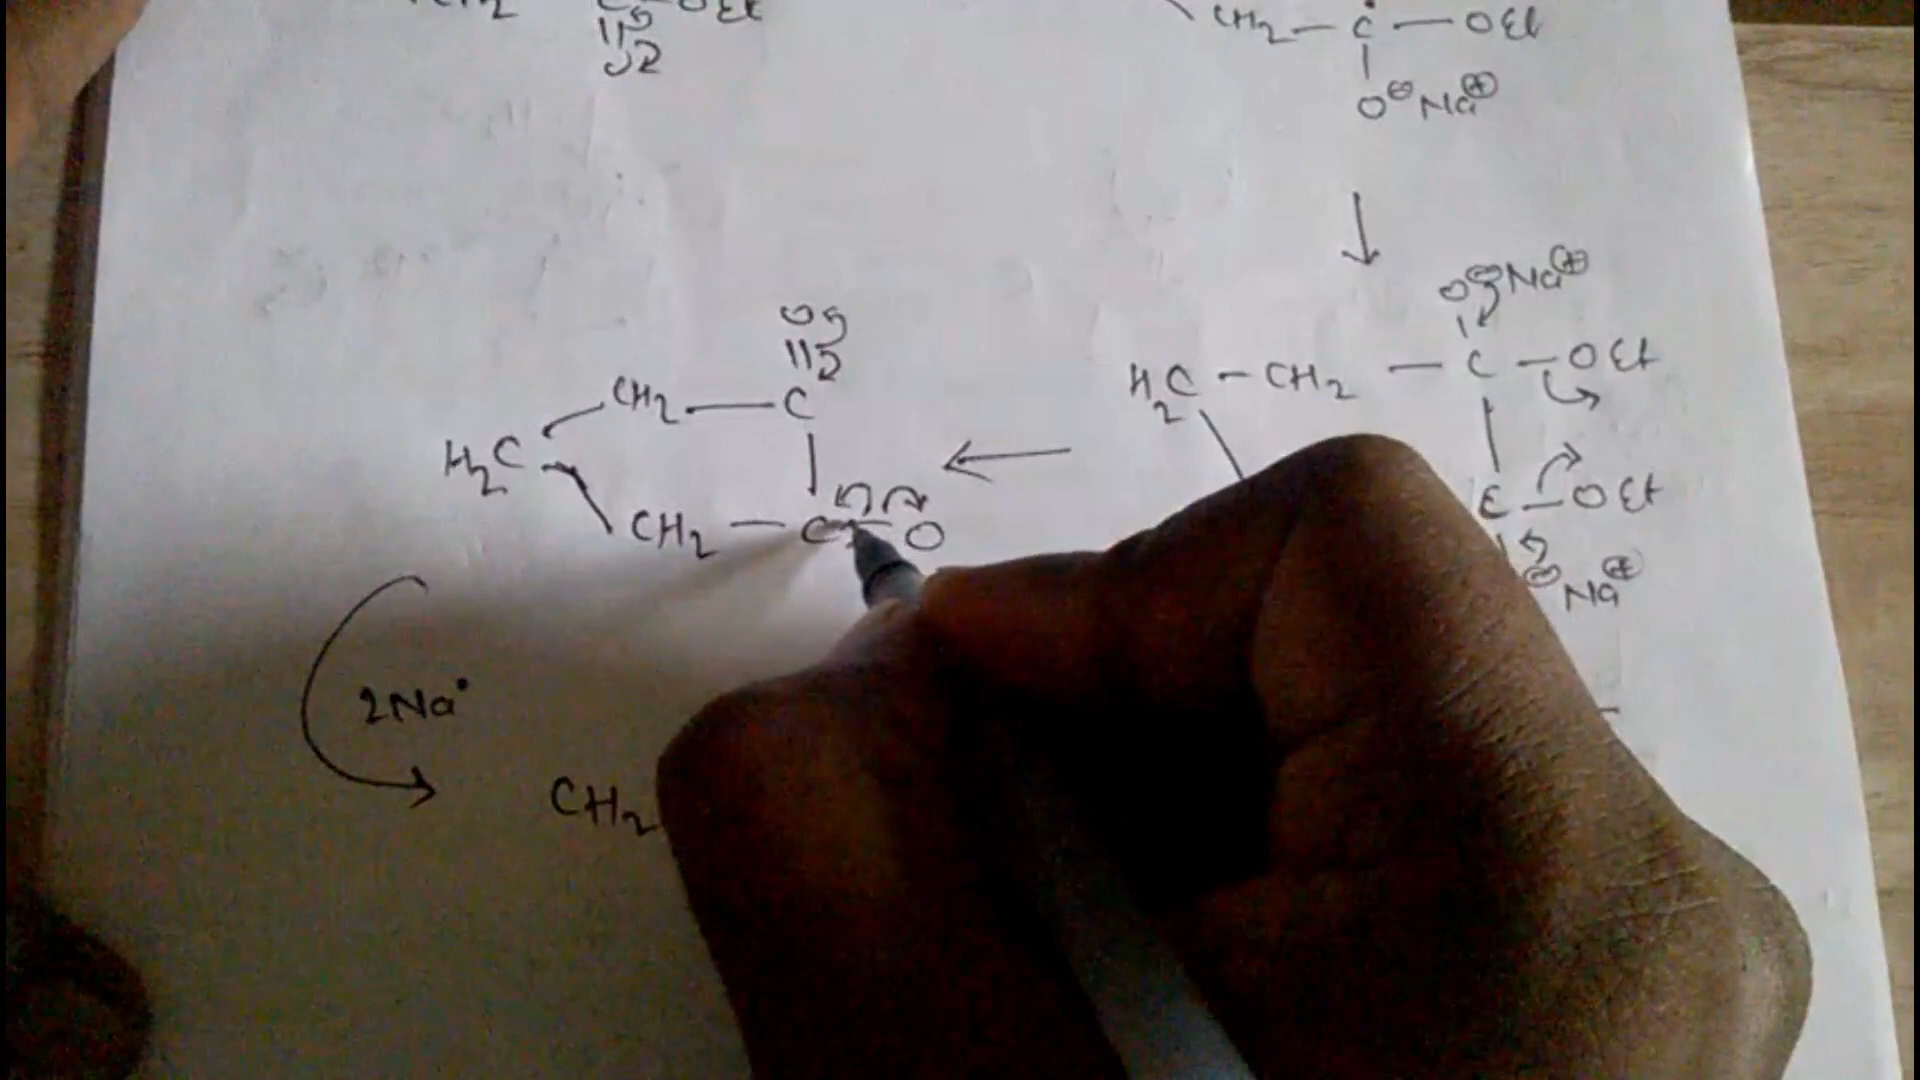 CH2 - C - OEt
O⊖ Na⊕
O⊖ Na⊕
O
H2C - CH2 - C - OEt
CH2 - C
H2C
C - OEt
CH2 - C = O
⊖ Na⊕
2Na•
CH2